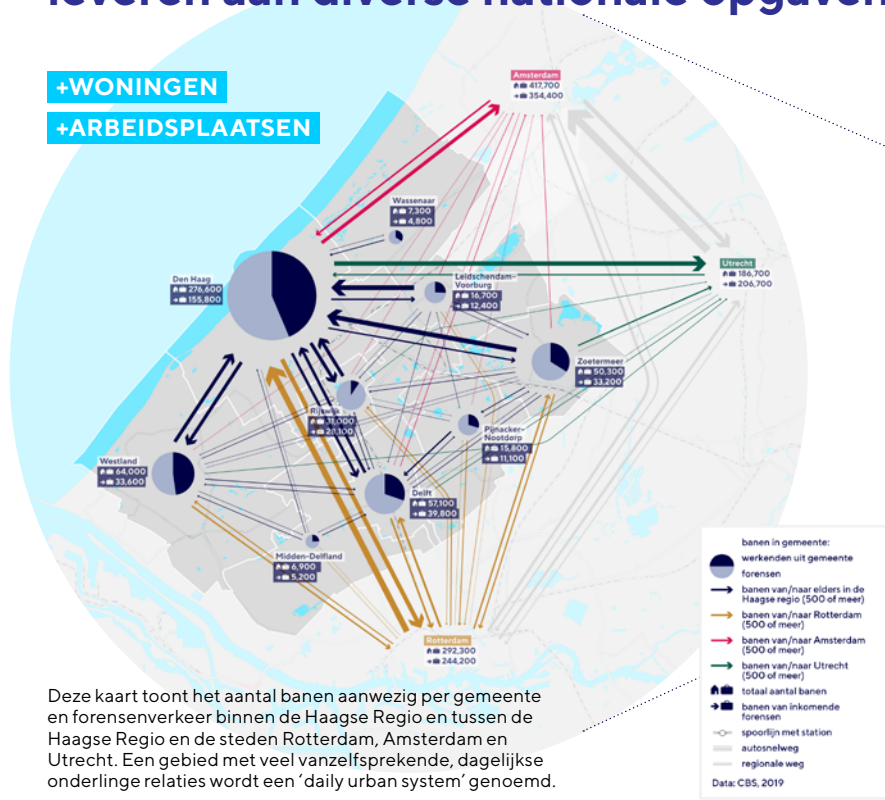 leveren aan diverse nationale opgaven
+WONINGEN
+ARBEIDSPLAATSEN
Amsterdam
417,700
354,400
Wassenaar
7,300
4,800
Den Haag
276,600
155,800
Leidschendam-
Voorburg
16,700
12,400
Utrecht
186,700
206,700
Zoetermeer
50,300
33,200
Rijswijk
Pijnacker-
Nootdorp
15,800
11,100
Westland
64,000
33,600
Delft
57,100
39,800
Midden-Delfland
6,900
5,200
Rotterdam
292,300
244,200
banen in gemeente:
werkenden uit gemeente
forensen
banen van/naar elders in de
Haagse regio (500 of meer)
banen van/naar Rotterdam
(500 of meer)
banen van/naar Amsterdam
(500 of meer)
banen van/naar Utrecht
(500 of meer)
totaal aantal banen
banen van inkomende
forensen
spoorlijn met station
autosnelweg
regionale weg
Data: CBS, 2019
Deze kaart toont het aantal banen aanwezig per gemeente
en forensenverkeer binnen de Haagse Regio en tussen de
Haagse Regio en de steden Rotterdam, Amsterdam en
Utrecht. Een gebied met veel vanzelfsprekende, dagelijkse
onderlinge relaties wordt een ‘daily urban system’ genoemd.